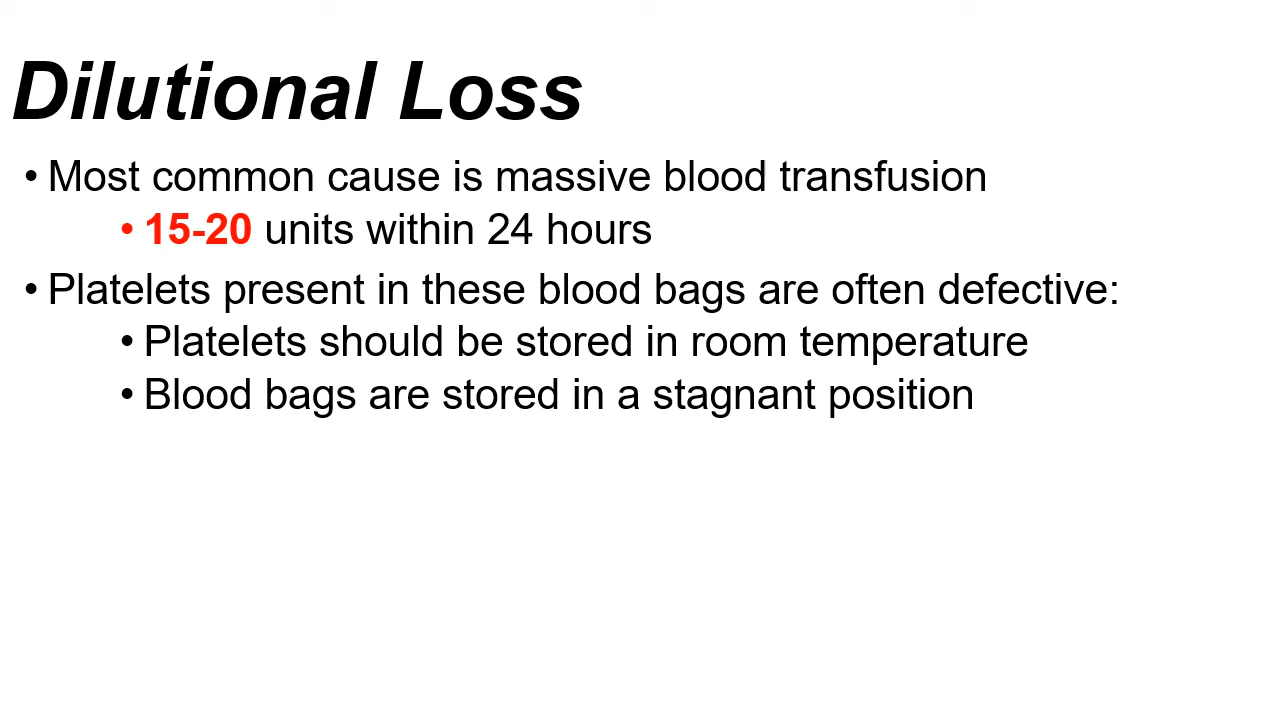 Dilutional Loss
• Most common cause is massive blood transfusion
• 15-20 units within 24 hours
• Platelets present in these blood bags are often defective:
• Platelets should be stored in room temperature
• Blood bags are stored in a stagnant position